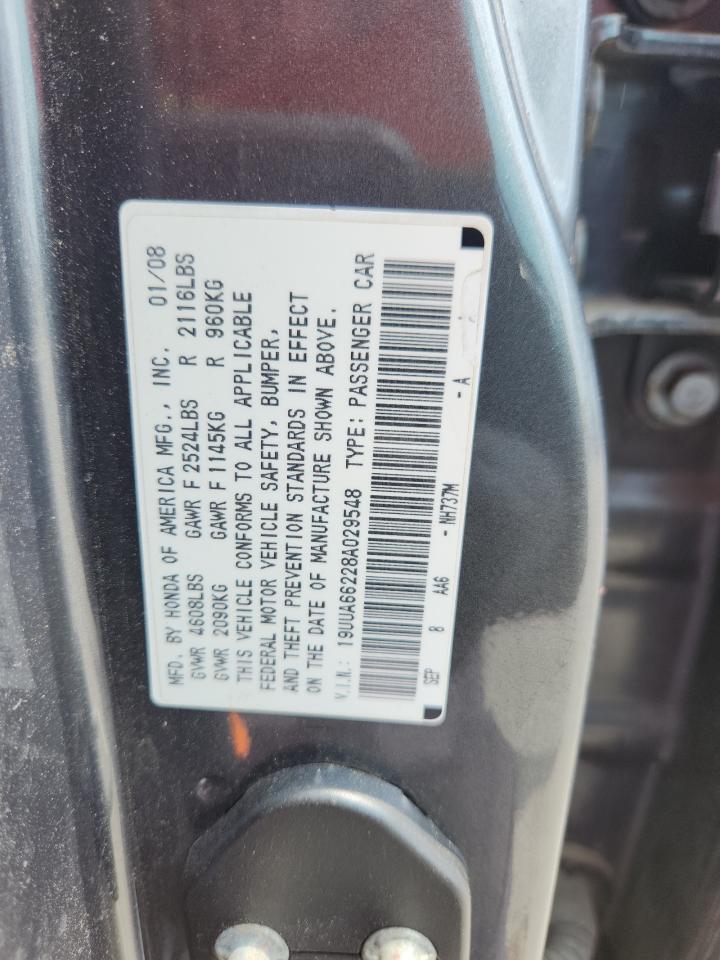 MFD. BY HONDA OF AMERICA MFG., INC. 01/08
GVWR 4608LBS GAWR F 2524LBS R 2116LBS
GVWR 2090KG GAWR F 1145KG R 960KG
THIS VEHICLE CONFORMS TO ALL APPLICABLE
FEDERAL MOTOR VEHICLE SAFETY, BUMPER,
AND THEFT PREVENTION STANDARDS IN EFFECT
ON THE DATE OF MANUFACTURE SHOWN ABOVE.
V.I.N.: 19UUA66228A029548 TYPE: PASSENGER CAR
SEP 8 AA6 - NH737M - A - A